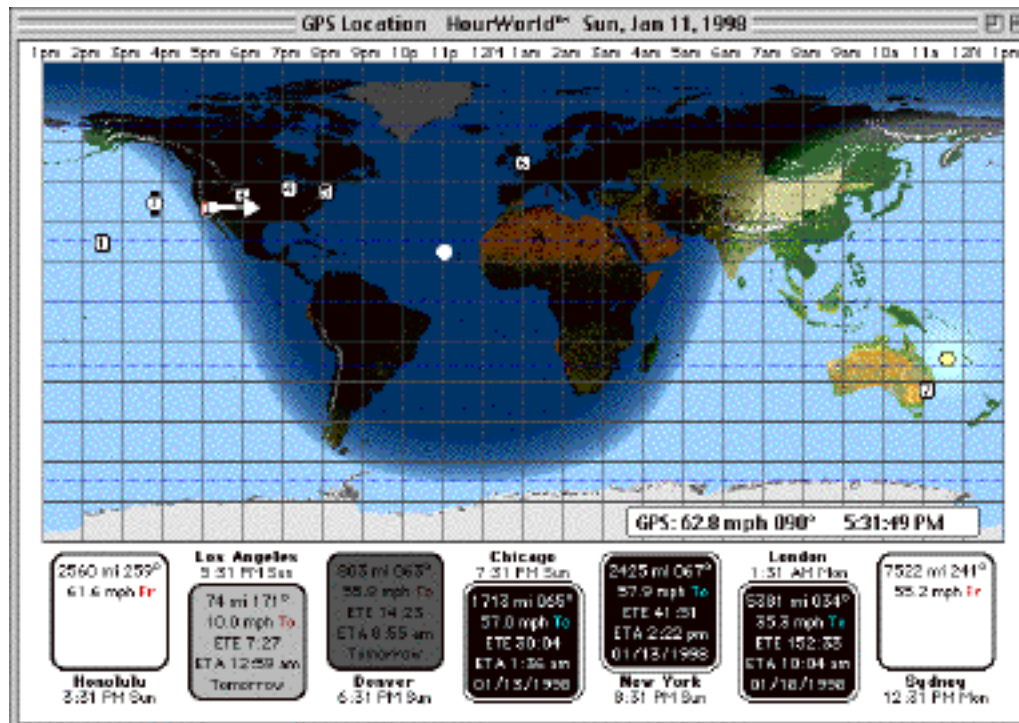 GPS Location HourWorld™ Sun, Jan 11, 1998
1pm 2pm 3pm 4pm 5pm 6pm 7pm 8pm 9pm 10p 11p 12M 1am 2am 3am 4am 5am 6am 7am 8am 9am 10a 11a 12N 1pm
6
4
5
1
7
GPS: 62.8 mph 090° 5:31:49 PM
2560 mi 259°
61.6 mph Fr
Honolulu
3:31 PM Sun
Los Angeles
5:31 PM Sun
74 mi 171°
10.0 mph To
ETE 7:27
ETA 12:59 am
Tomorrow
803 mi 063°
55.9 mph To
ETE 14:23
ETA 8:55 am
Tomorrow
Denver
6:31 PM Sun
Chicago
7:31 PM Sun
1713 mi 065°
57.0 mph To
ETE 30:04
ETA 1:36 am
01/13/1998
2425 mi 067°
57.9 mph To
ETE 41:51
ETA 2:22 pm
01/13/1998
New York
8:31 PM Sun
London
1:31 AM Mon
5381 mi 034°
35.3 mph To
ETE 152:33
ETA 10:04 am
01/18/1998
7522 mi 241°
55.2 mph Fr
Sydney
12:31 PM Mon